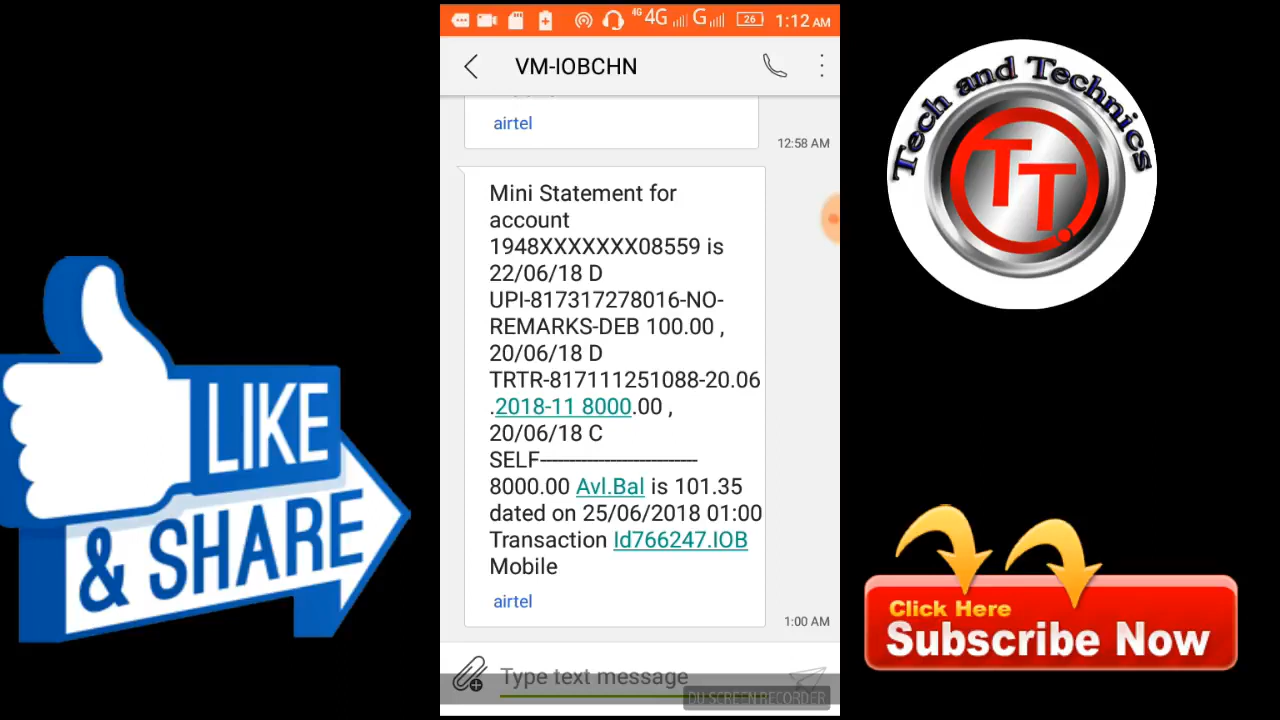 4G 4G G 26 1:12 AM
VM-IOBCHN
airtel
12:58 AM
Mini Statement for
account
1948XXXXXXX08559 is
22/06/18 D
UPI-817317278016-NO-
REMARKS-DEB 100.00 ,
20/06/18 D
TRTR-817111251088-20.06
.2018-11 8000.00 ,
20/06/18 C
SELF--------------------------
8000.00 Avl.Bal is 101.35
dated on 25/06/2018 01:00
Transaction Id766247.IOB
Mobile
airtel
1:00 AM
Type text message
DU SCREEN RECORDER
LIKE
& SHARE
Tech and Technics
TT
Click Here
Subscribe Now